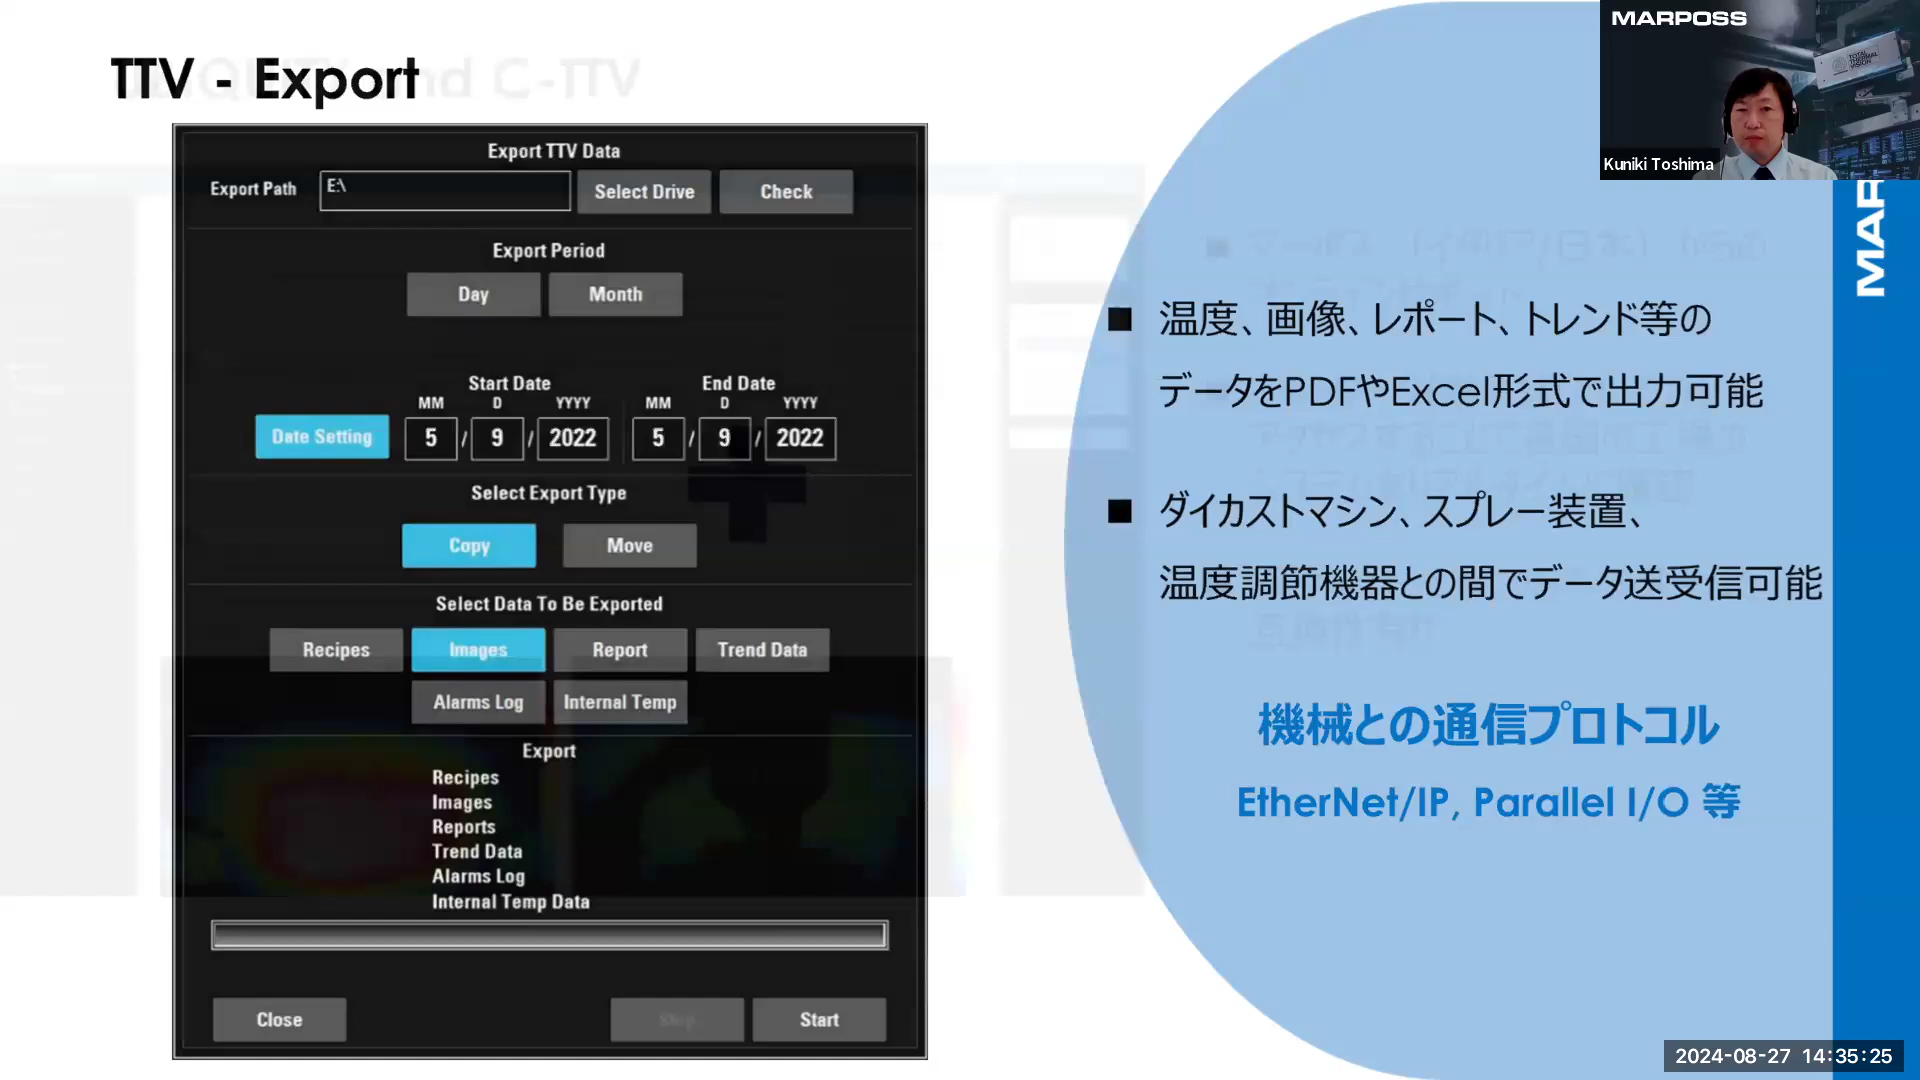 TTV - Export
MARPOSS
TOTAL THERMAL VISION
Kuniki Toshima
Export TTV Data
Export Path
E:\
Select Drive
Check
Export Period
Day
Month
Start Date
End Date
MM
D
YYYY
MM
D
YYYY
Date Setting
5 / 9 / 2022
5 / 9 / 2022
Select Export Type
Copy
Move
Select Data To Be Exported
Recipes
Images
Report
Trend Data
Alarms Log
Internal Temp
Export
Recipes
Images
Reports
Trend Data
Alarms Log
Internal Temp Data
Close
Stop
Start
■ 温度、画像、レポート、トレンド等の
データをPDFやExcel形式で出力可能
■ ダイカストマシン、スプレー装置、
温度調節機器との間でデータ送受信可能
機械との通信プロトコル
EtherNet/IP, Parallel I/O 等
MAR
2024-08-27 14:35:25